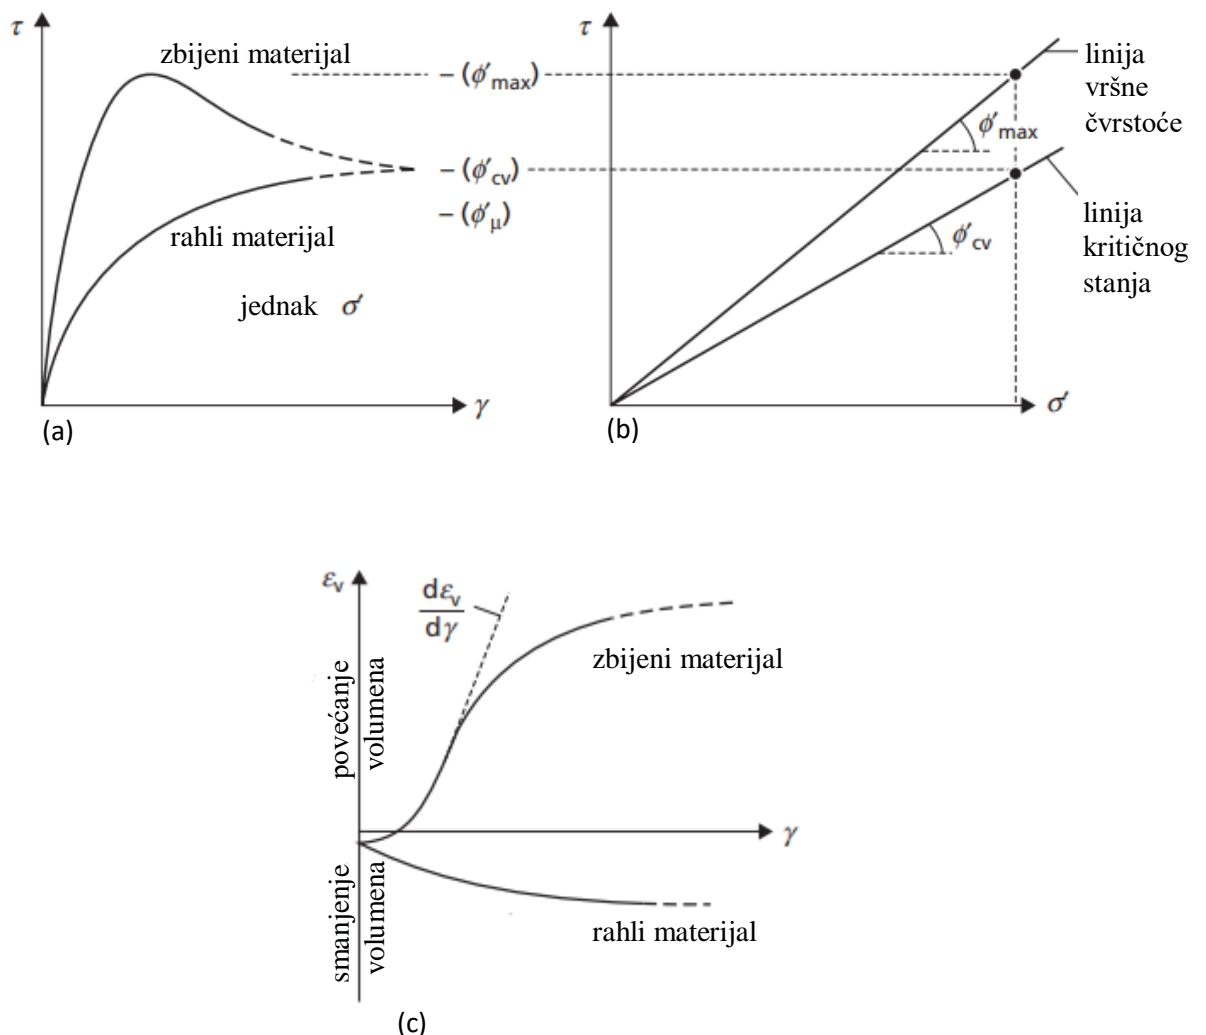 τ
zbijeni materijal
– (ϕ′max)
– (ϕ′cv)
– (ϕ′μ)
rahli materijal
jednak σ′
γ
(a)
τ
linija
vršne
čvrstoće
ϕ′max
ϕ′cv
linija
kritičnog
stanja
σ′
(b)
εv
dεv
dγ
povećanje
volumena
zbijeni materijal
γ
smanjenje
volumena
rahli materijal
(c)